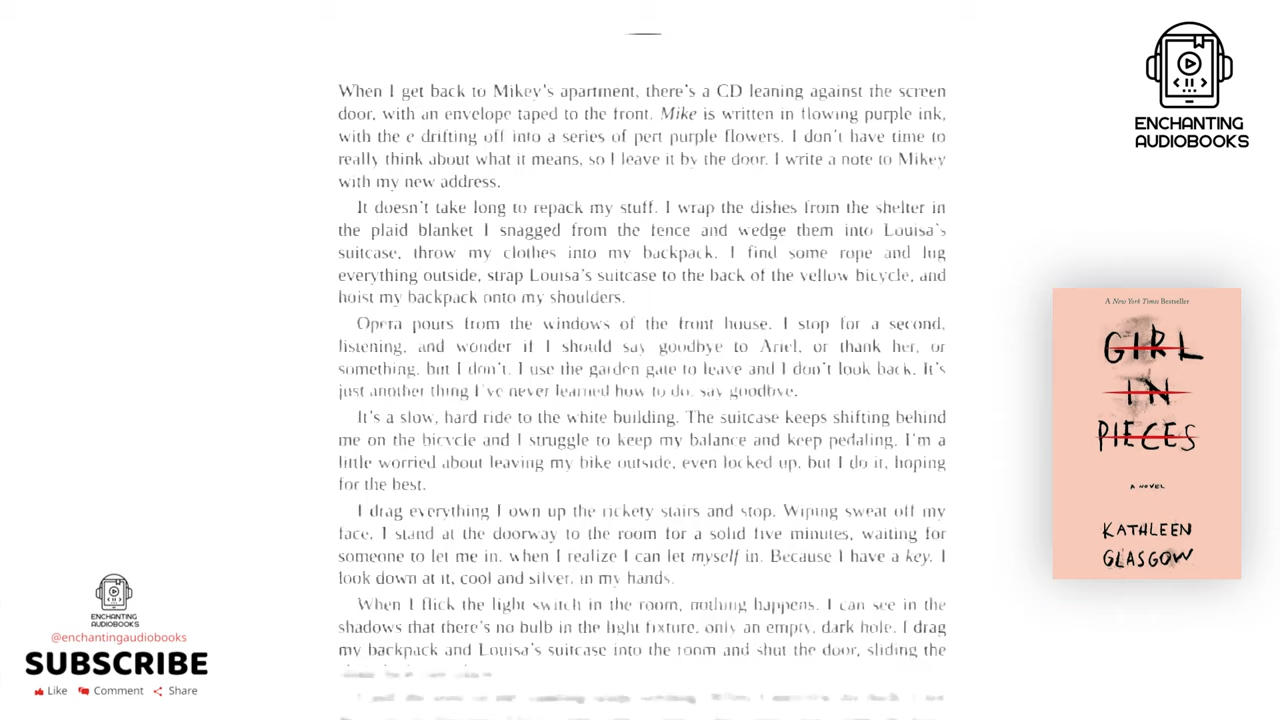 When I get back to Mikey's apartment, there's a CD leaning against the screen
door, with an envelope taped to the front. Mike is written in flowing purple ink,
with the e drifting off into a series of pert purple flowers. I don't have time to
really think about what it means, so I leave it by the door. I write a note to Mikey
with my new address.
It doesn't take long to repack my stuff. I wrap the dishes from the shelter in
the plaid blanket I snagged from the fence and wedge them into Louisa's
suitcase, throw my clothes into my backpack. I find some rope and lug
everything outside, strap Louisa's suitcase to the back of the yellow bicycle, and
hoist my backpack onto my shoulders.
Opera pours from the windows of the front house. I stop for a second,
listening, and wonder if I should say goodbye to Ariel, or thank her, or
something, but I don't. I use the garden gate to leave and I don't look back. It's
just another thing I've never learned how to do, say goodbye.
It's a slow, hard ride to the white building. The suitcase keeps shifting behind
me on the bicycle and I struggle to keep my balance and keep pedaling. I'm a
little worried about leaving my bike outside, even locked up, but I do it, hoping
for the best.
I drag everything I own up the rickety stairs and stop. Wiping sweat off my
face, I stand at the doorway to the room for a solid five minutes, waiting for
someone to let me in, when I realize I can let myself in. Because I have a key. I
look down at it, cool and silver, in my hands.
When I flick the light switch in the room, nothing happens. I can see in the
shadows that there's no bulb in the light fixture, only an empty, dark hole. I drag
my backpack and Louisa's suitcase into the room and shut the door, sliding the
ENCHANTING
AUDIOBOOKS
A New York Times Bestseller
GIRL
IN
PIECES
A NOVEL
KATHLEEN
GLASGOW
ENCHANTING
AUDIOBOOKS
@enchantingaudiobooks
SUBSCRIBE
Like Comment Share